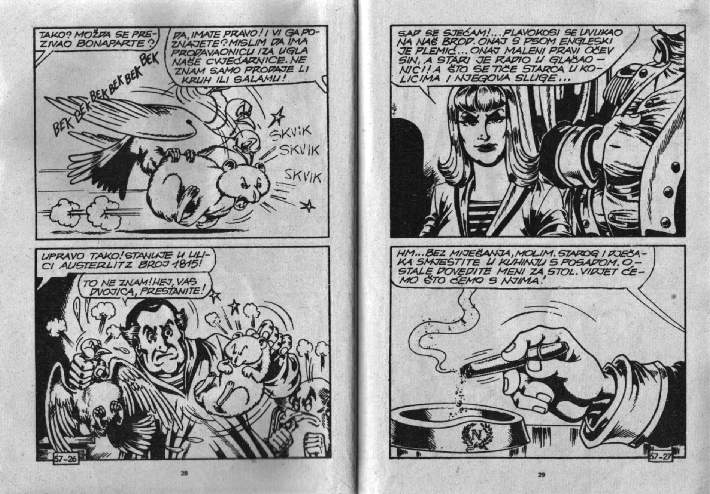 TAKO? MOŽDA SE PRE-
ZIVAO BONAPARTE?
DA, IMATE PRAVO! I VI GA PO-
ZNAJETE? MISLIM DA IMA
PRODAVAONICU IZA UGLA
NAŠE CVJEĆARNICE. NE
ZNAM SAMO PRODAJE LI
KRUH ILI SALAMU!
BEK BEK BEK BEK BEK BEK
SKVIK
SKVIK
SKVIK
UPRAVO TAKO! STANUJE U ULI-
CI AUSTERLITZ BROJ 1815!
TO NE ZNAM! HEJ, VAS
DVOJICA, PRESTANITE!
57-26
28
SAD SE SJEĆAM!...PLAVOKOSI SE UVUKAO
NA NAŠ BROD. ONAJ S PSOM ENGLESKI
JE PLEMIĆ... ONAJ MALENI PRAVI OČEV
SIN, A STARI JE RADIO U GLAČAO-
NICI! A ŠTO SE TIČE STARCA U KO-
LICIMA I NJEGOVA SLUGE...
HM...BEZ MIJEŠANJA, MOLIM. STAROG I DJEČA-
KA SMJESTITE U KUHINJU S POSADOM. O-
STALE DOVEDITE MENI ZA STOL. VIDJET ĆE-
MO ŠTO ĆEMO S NJIMA!
N
57-27
29